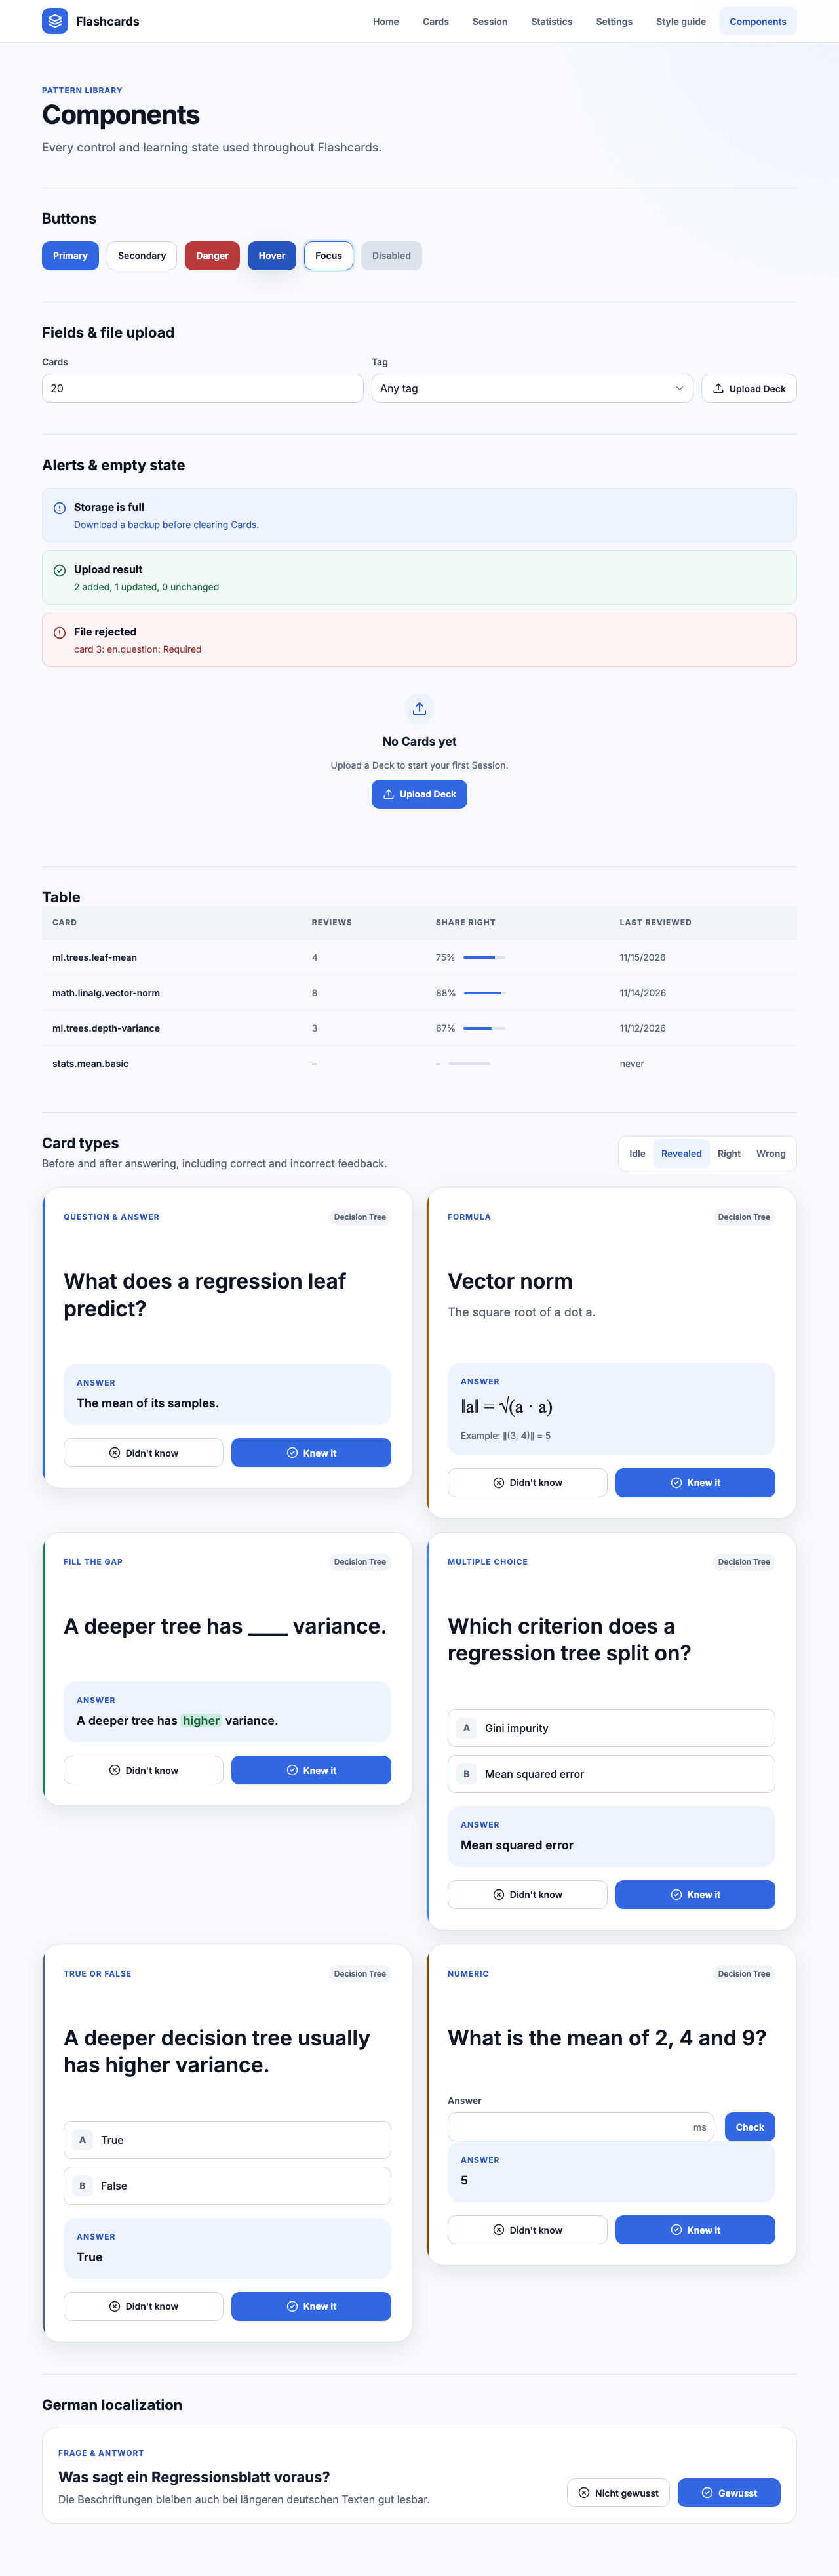 Flashcards
Home Cards Session Statistics Settings Style guide Components
PATTERN LIBRARY
Components
Every control and learning state used throughout Flashcards.
Buttons
Primary Secondary Danger Hover Focus Disabled
Fields & file upload
Cards Tag
20 Any tag Upload Deck
Alerts & empty state
Storage is full
Download a backup before clearing Cards.
Upload result
2 added, 1 updated, 0 unchanged
File rejected
card 3: en.question: Required
No Cards yet
Upload a Deck to start your first Session.
Upload Deck
Table
CARD REVIEWS SHARE RIGHT LAST REVIEWED
ml.trees.leaf-mean 4 75% 11/15/2026
math.linalg.vector-norm 8 88% 11/14/2026
ml.trees.depth-variance 3 67% 11/12/2026
stats.mean.basic – – never
Card types
Before and after answering, including correct and incorrect feedback.
Idle Revealed Right Wrong
QUESTION & ANSWER Decision Tree
What does a regression leaf
predict?
ANSWER
The mean of its samples.
Didn't know Knew it
FORMULA Decision Tree
Vector norm
The square root of a dot a.
ANSWER
‖a‖ = √(a · a)
Example: ‖(3, 4)‖ = 5
Didn't know Knew it
FILL THE GAP Decision Tree
A deeper tree has ____ variance.
ANSWER
A deeper tree has higher variance.
Didn't know Knew it
MULTIPLE CHOICE Decision Tree
Which criterion does a
regression tree split on?
A Gini impurity
B Mean squared error
ANSWER
Mean squared error
Didn't know Knew it
TRUE OR FALSE Decision Tree
A deeper decision tree usually
has higher variance.
A True
B False
ANSWER
True
Didn't know Knew it
NUMERIC Decision Tree
What is the mean of 2, 4 and 9?
Answer
ms Check
ANSWER
5
Didn't know Knew it
German localization
FRAGE & ANTWORT
Was sagt ein Regressionsblatt voraus?
Die Beschriftungen bleiben auch bei längeren deutschen Texten gut lesbar.
Nicht gewusst Gewusst